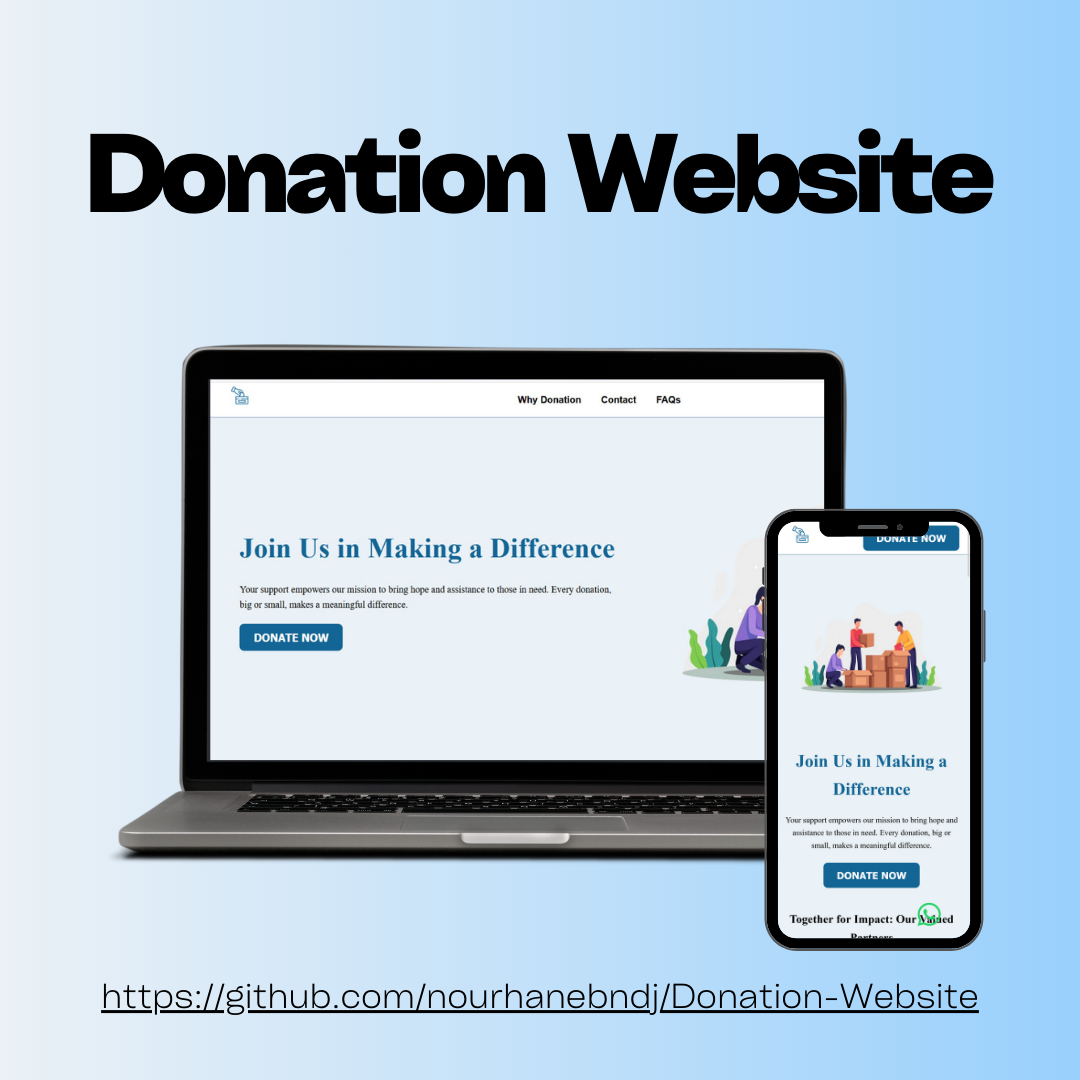 Donation Website
Why Donation Contact FAQs
Join Us in Making a Difference
Your support empowers our mission to bring hope and assistance to those in need. Every donation,
big or small, makes a meaningful difference.
DONATE NOW
DONATE NOW
Join Us in Making a
Difference
Your support empowers our mission to bring hope and
assistance to those in need. Every donation, big or
small, makes a meaningful difference.
DONATE NOW
Together for Impact: Our Valued
Partners
https://github.com/nourhanebndj/Donation-Website